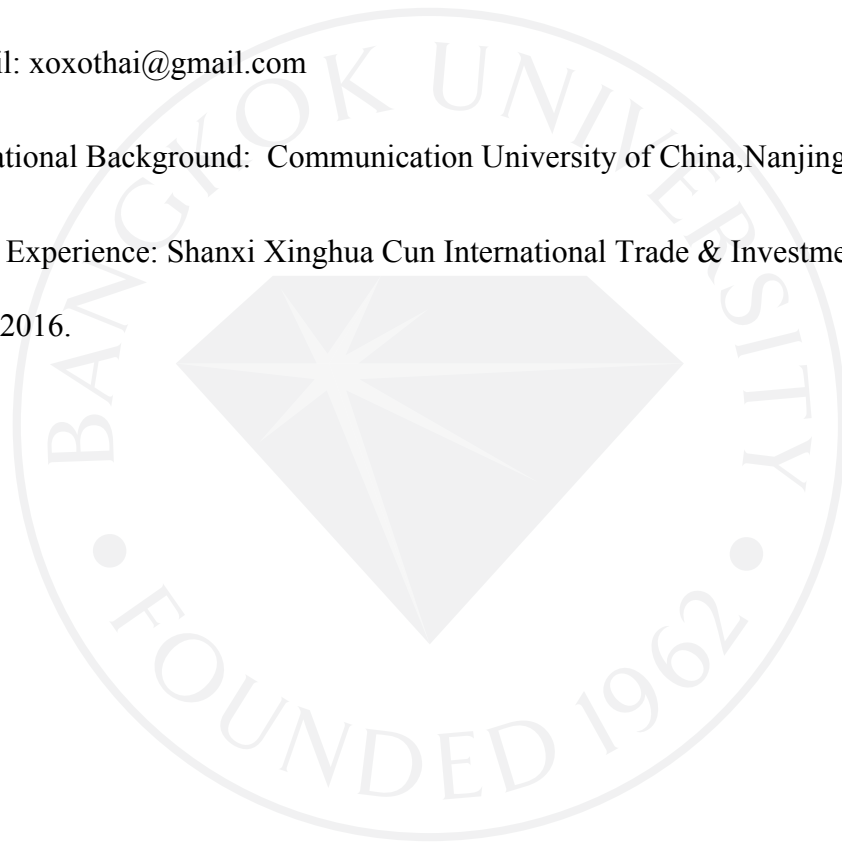 il: xoxothai@gmail.com
ational Background: Communication University of China,Nanjing
Experience: Shanxi Xinghua Cun International Trade & Investme
2016.
BANGKOK UNIVERSITY
FOUNDED 1962